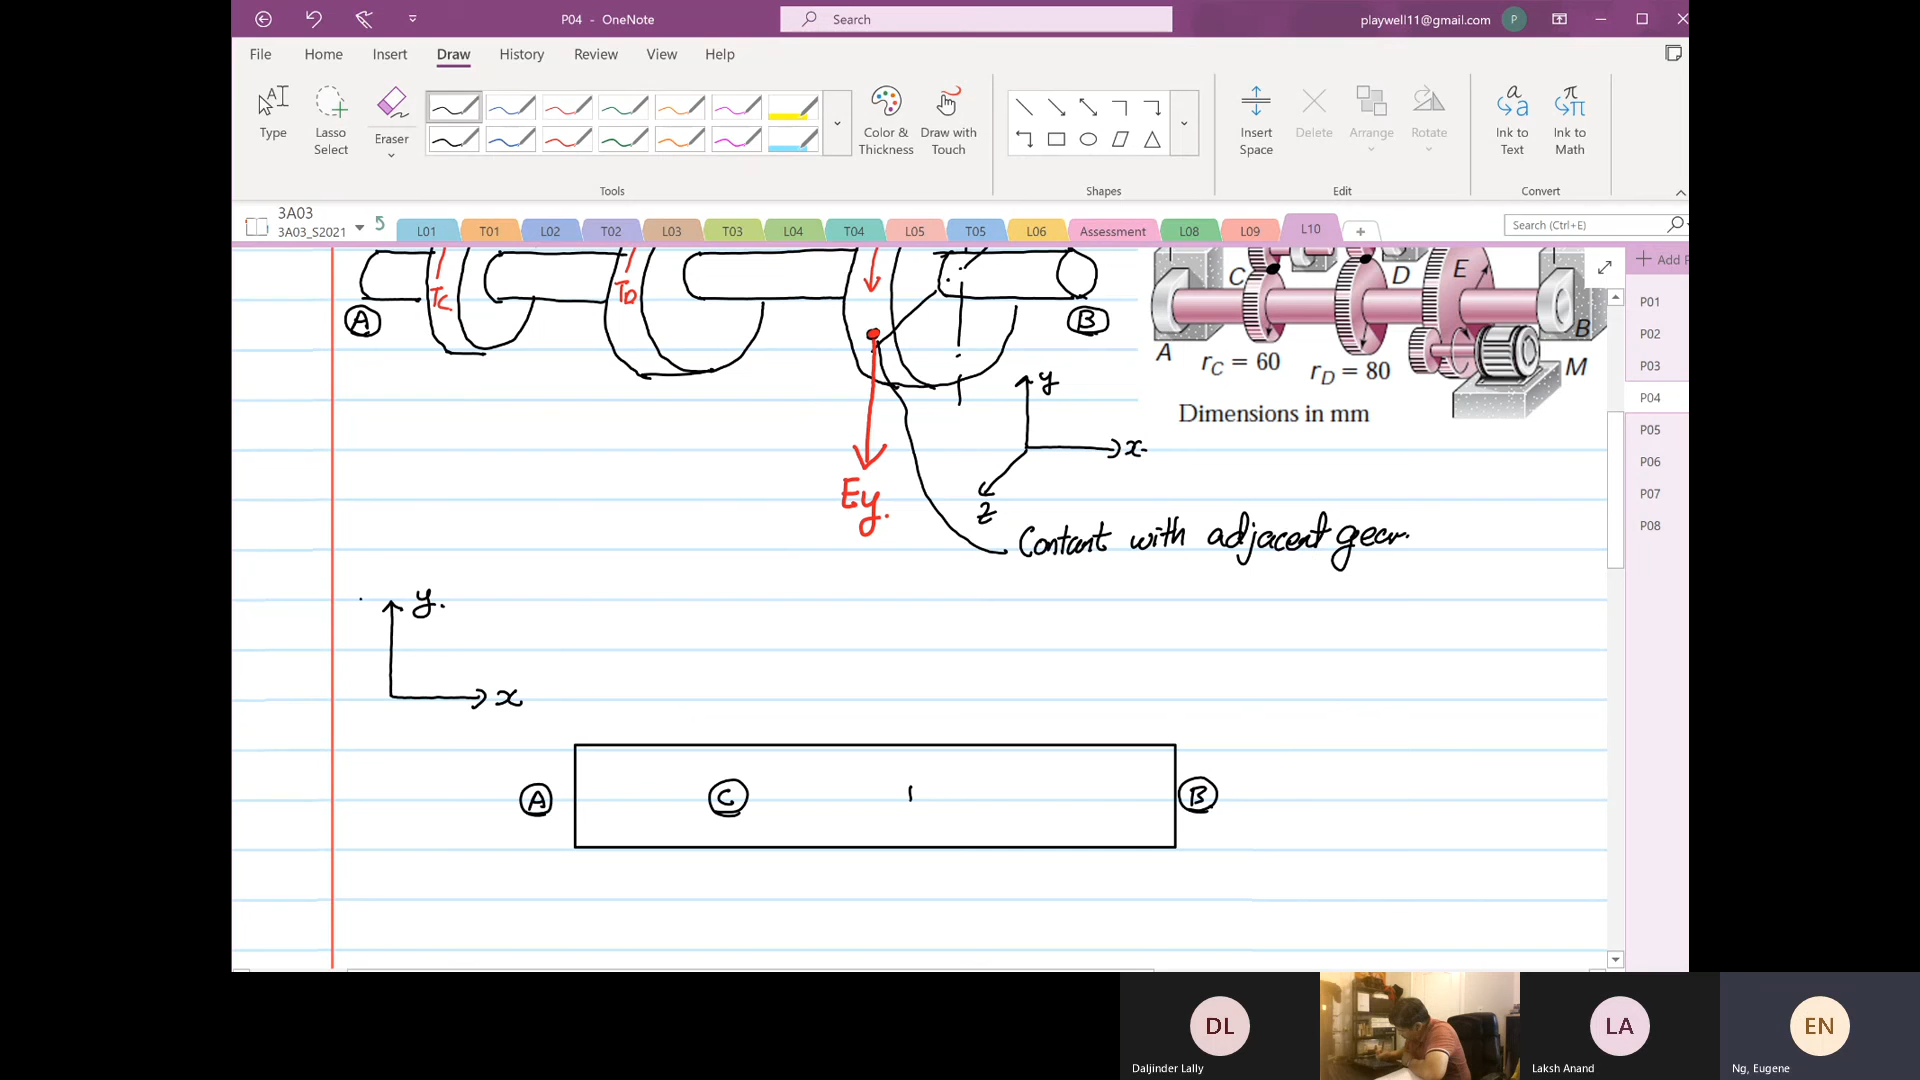 P04 - OneNote
Search
playwell11@gmail.com
P
File Home Insert Draw History Review View Help
Type
Lasso Select
Eraser
Color & Thickness
Draw with Touch
Insert Space
Delete
Arrange
Rotate
Ink to Text
Ink to Math
Tools
Shapes
Edit
Convert
3A03
3A03_S2021
L01 T01 L02 T02 L03 T03 L04 T04 L05 T05 L06 Assessment L08 L09 L10
Search (Ctrl+E)
P01
P02
P03
P04
P05
P06
P07
P08
TC
TD
A
B
Ey.
y
x
z
Contant with adjacent gear.
C
D
E
A
B
M
rC = 60
rD = 80
Dimensions in mm
y.
x
A
C
B
DL
Daljinder Lally
LA
Laksh Anand
EN
Ng, Eugene